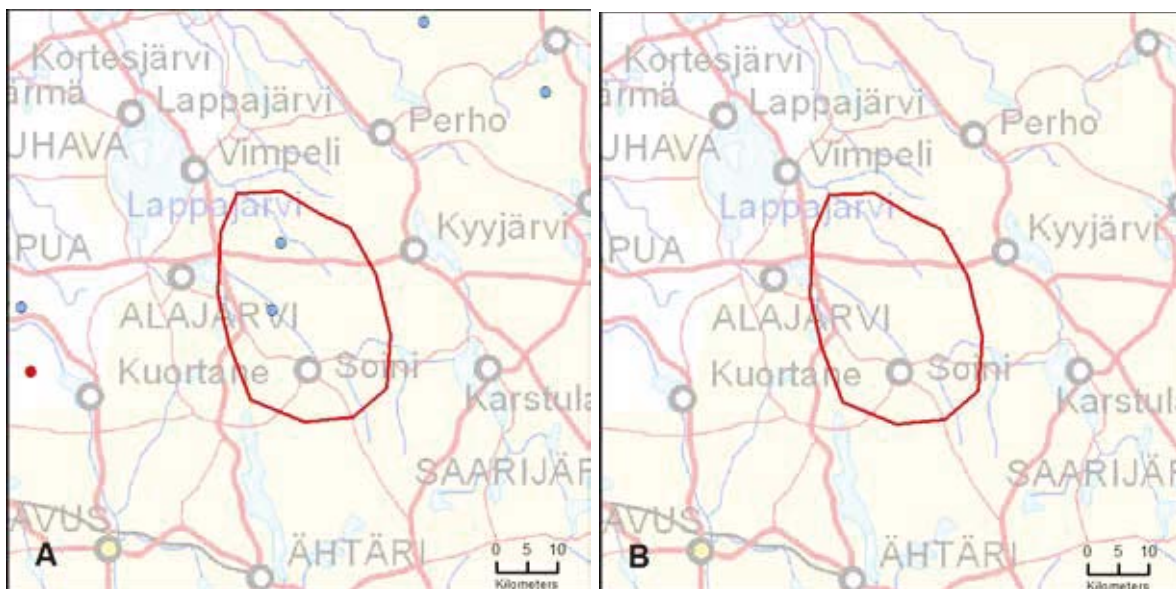 Kortesjärvi
ärmä
Lappajärvi
Perho
UHAVA
Vimpeli
Lappajärvi
Kyyjärvi
PUA
ALAJÄRVI
Kuortane
Soini
Karstula
SAARIJÄR
AVUS
A
ÄHTÄRI
0 5 10
Kilometers
Kortesjärvi
ärmä
Lappajärvi
Perho
UHAVA
Vimpeli
Lappajärvi
Kyyjärvi
PUA
ALAJÄRVI
Kuortane
Soini
Karstula
SAARIJÄR
AVUS
B
ÄHTÄRI
0 5 10
Kilometers